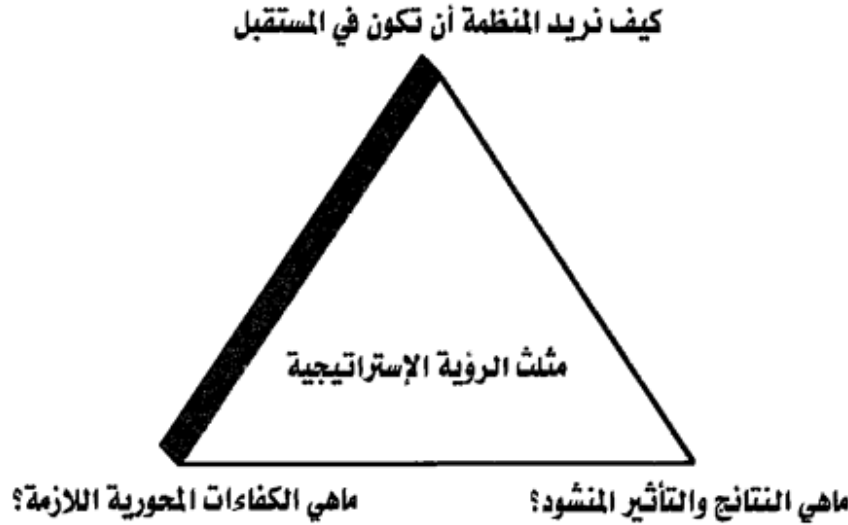 كيف نريد المنظمة أن تكون في المستقبل
مثلث الرؤية الإستراتيجية
ماهي النتائج والتأثير المنشود؟
ماهي الكفاءات المحورية اللازمة؟